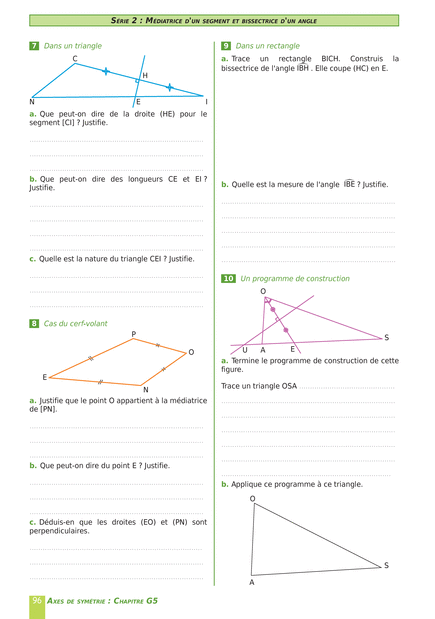 Série 2 : Médiatrice d'un segment et bissectrice d'un angle
7 Dans un triangle
C
H
N
E
I
a. Que peut-on dire de la droite (HE) pour le
segment [CI] ? Justifie.
b. Que peut-on dire des longueurs CE et EI ?
Justifie.
c. Quelle est la nature du triangle CEI ? Justifie.
8 Cas du cerf-volant
P
O
E
N
a. Justifie que le point O appartient à la médiatrice
de [PN].
b. Que peut-on dire du point E ? Justifie.
c. Déduis-en que les droites (EO) et (PN) sont
perpendiculaires.
9 Dans un rectangle
a. Trace un rectangle BICH. Construis la
bissectrice de l'angle IBH . Elle coupe (HC) en E.
b. Quelle est la mesure de l'angle IBE ? Justifie.
10 Un programme de construction
O
S
U
A
E
a. Termine le programme de construction de cette
figure.
Trace un triangle OSA
b. Applique ce programme à ce triangle.
O
S
A
96 Axes de symétrie : Chapitre G5